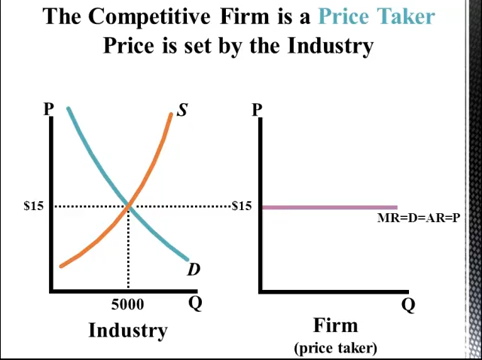 The Competitive Firm is a Price Taker
Price is set by the Industry
P
S
$15
D
5000
Q
Industry
P
$15
MR=D=AR=P
Q
Firm
(price taker)